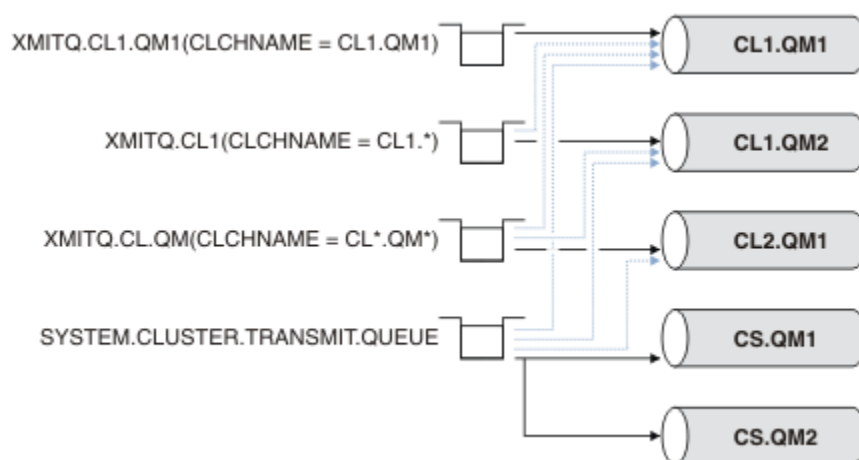 XMITQ.CL1.QM1(CLCHNAME = CL1.QM1) CL1.QM1
XMITQ.CL1(CLCHNAME = CL1.*) CL1.QM2
XMITQ.CL.QM(CLCHNAME = CL*.QM*) CL2.QM1
SYSTEM.CLUSTER.TRANSMIT.QUEUE CS.QM1
CS.QM2